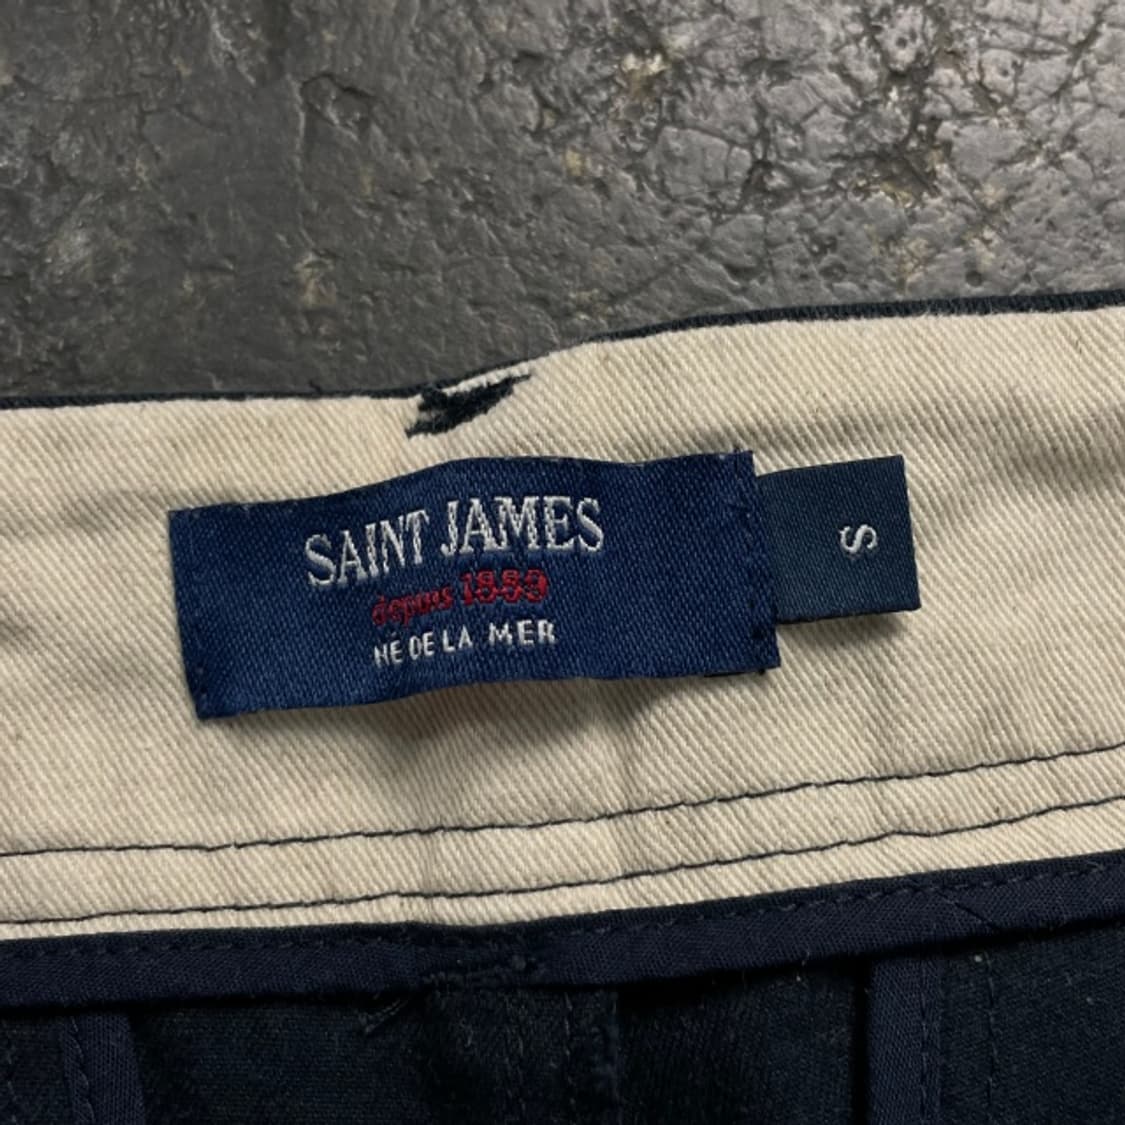 SAINT JAMES
depuis 1889
NÉ DE LA MER
S